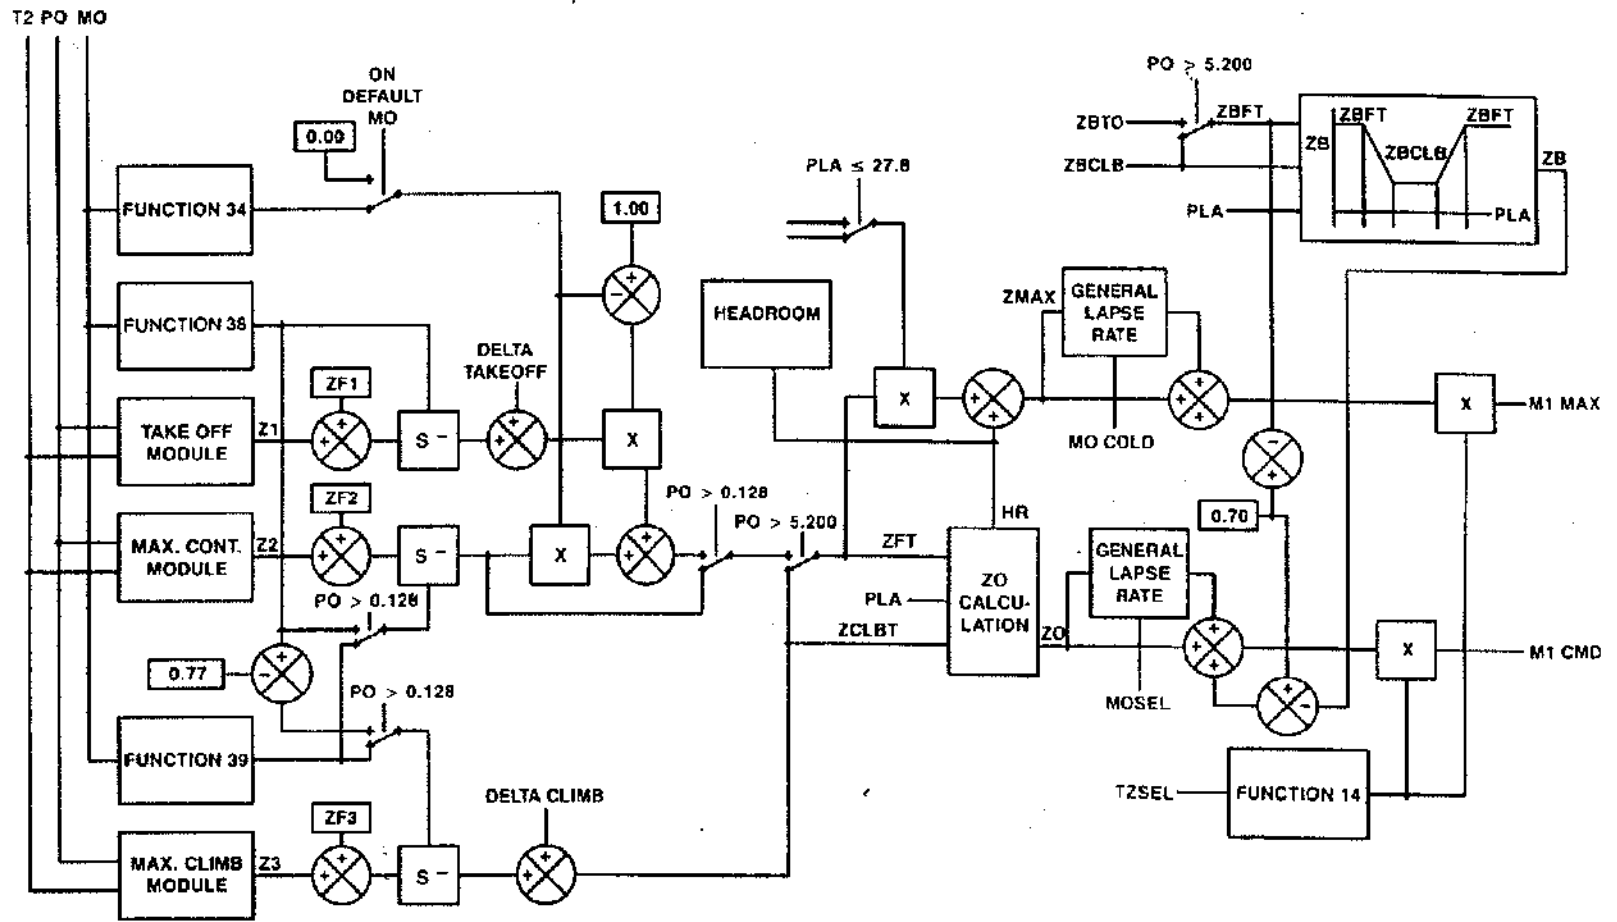 T2 PO MO
ON
DEFAULT
MO
0.00
FUNCTION 34
1.00
FUNCTION 38
ZF1
DELTA
TAKEOFF
TAKE OFF
MODULE
Z1
S -
X
ZF2
MAX. CONT.
MODULE
Z2
S -
X
PO > 0.128
PO > 5.200
PO > 0.128
0.77
PO > 0.128
FUNCTION 39
DELTA CLIMB
ZF3
MAX. CLIMB
MODULE
Z3
S -
PLA ≤ 27.8
HEADROOM
X
ZMAX
GENERAL
LAPSE
RATE
MO COLD
HR
ZFT
PLA
ZCLBT
ZO
CALCU-
LATION
ZO
GENERAL
LAPSE
RATE
MOSEL
PO > 5.200
ZBTO
ZBFT
ZBCLB
PLA
ZB
ZBFT
ZBCLB
ZBFT
PLA
ZB
0.70
X
M1 MAX
X
M1 CMD
T2SEL
FUNCTION 14